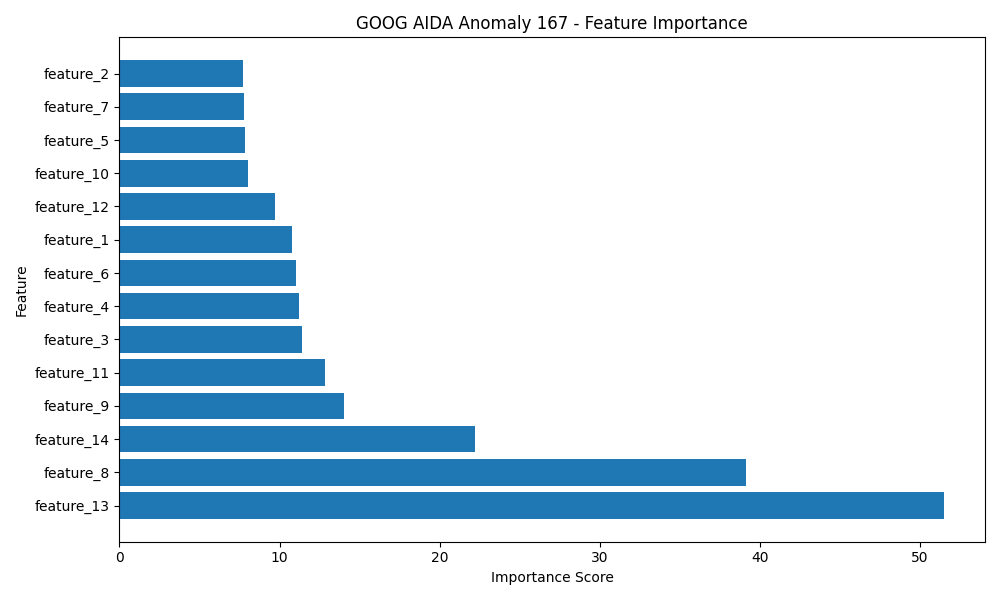 GOOG AIDA Anomaly 167 - Feature Importance
feature_2
feature_7
feature_5
feature_10
feature_12
feature_1
feature_6
feature_4
feature_3
feature_11
feature_9
feature_14
feature_8
feature_13
Feature
0 10 20 30 40 50
Importance Score